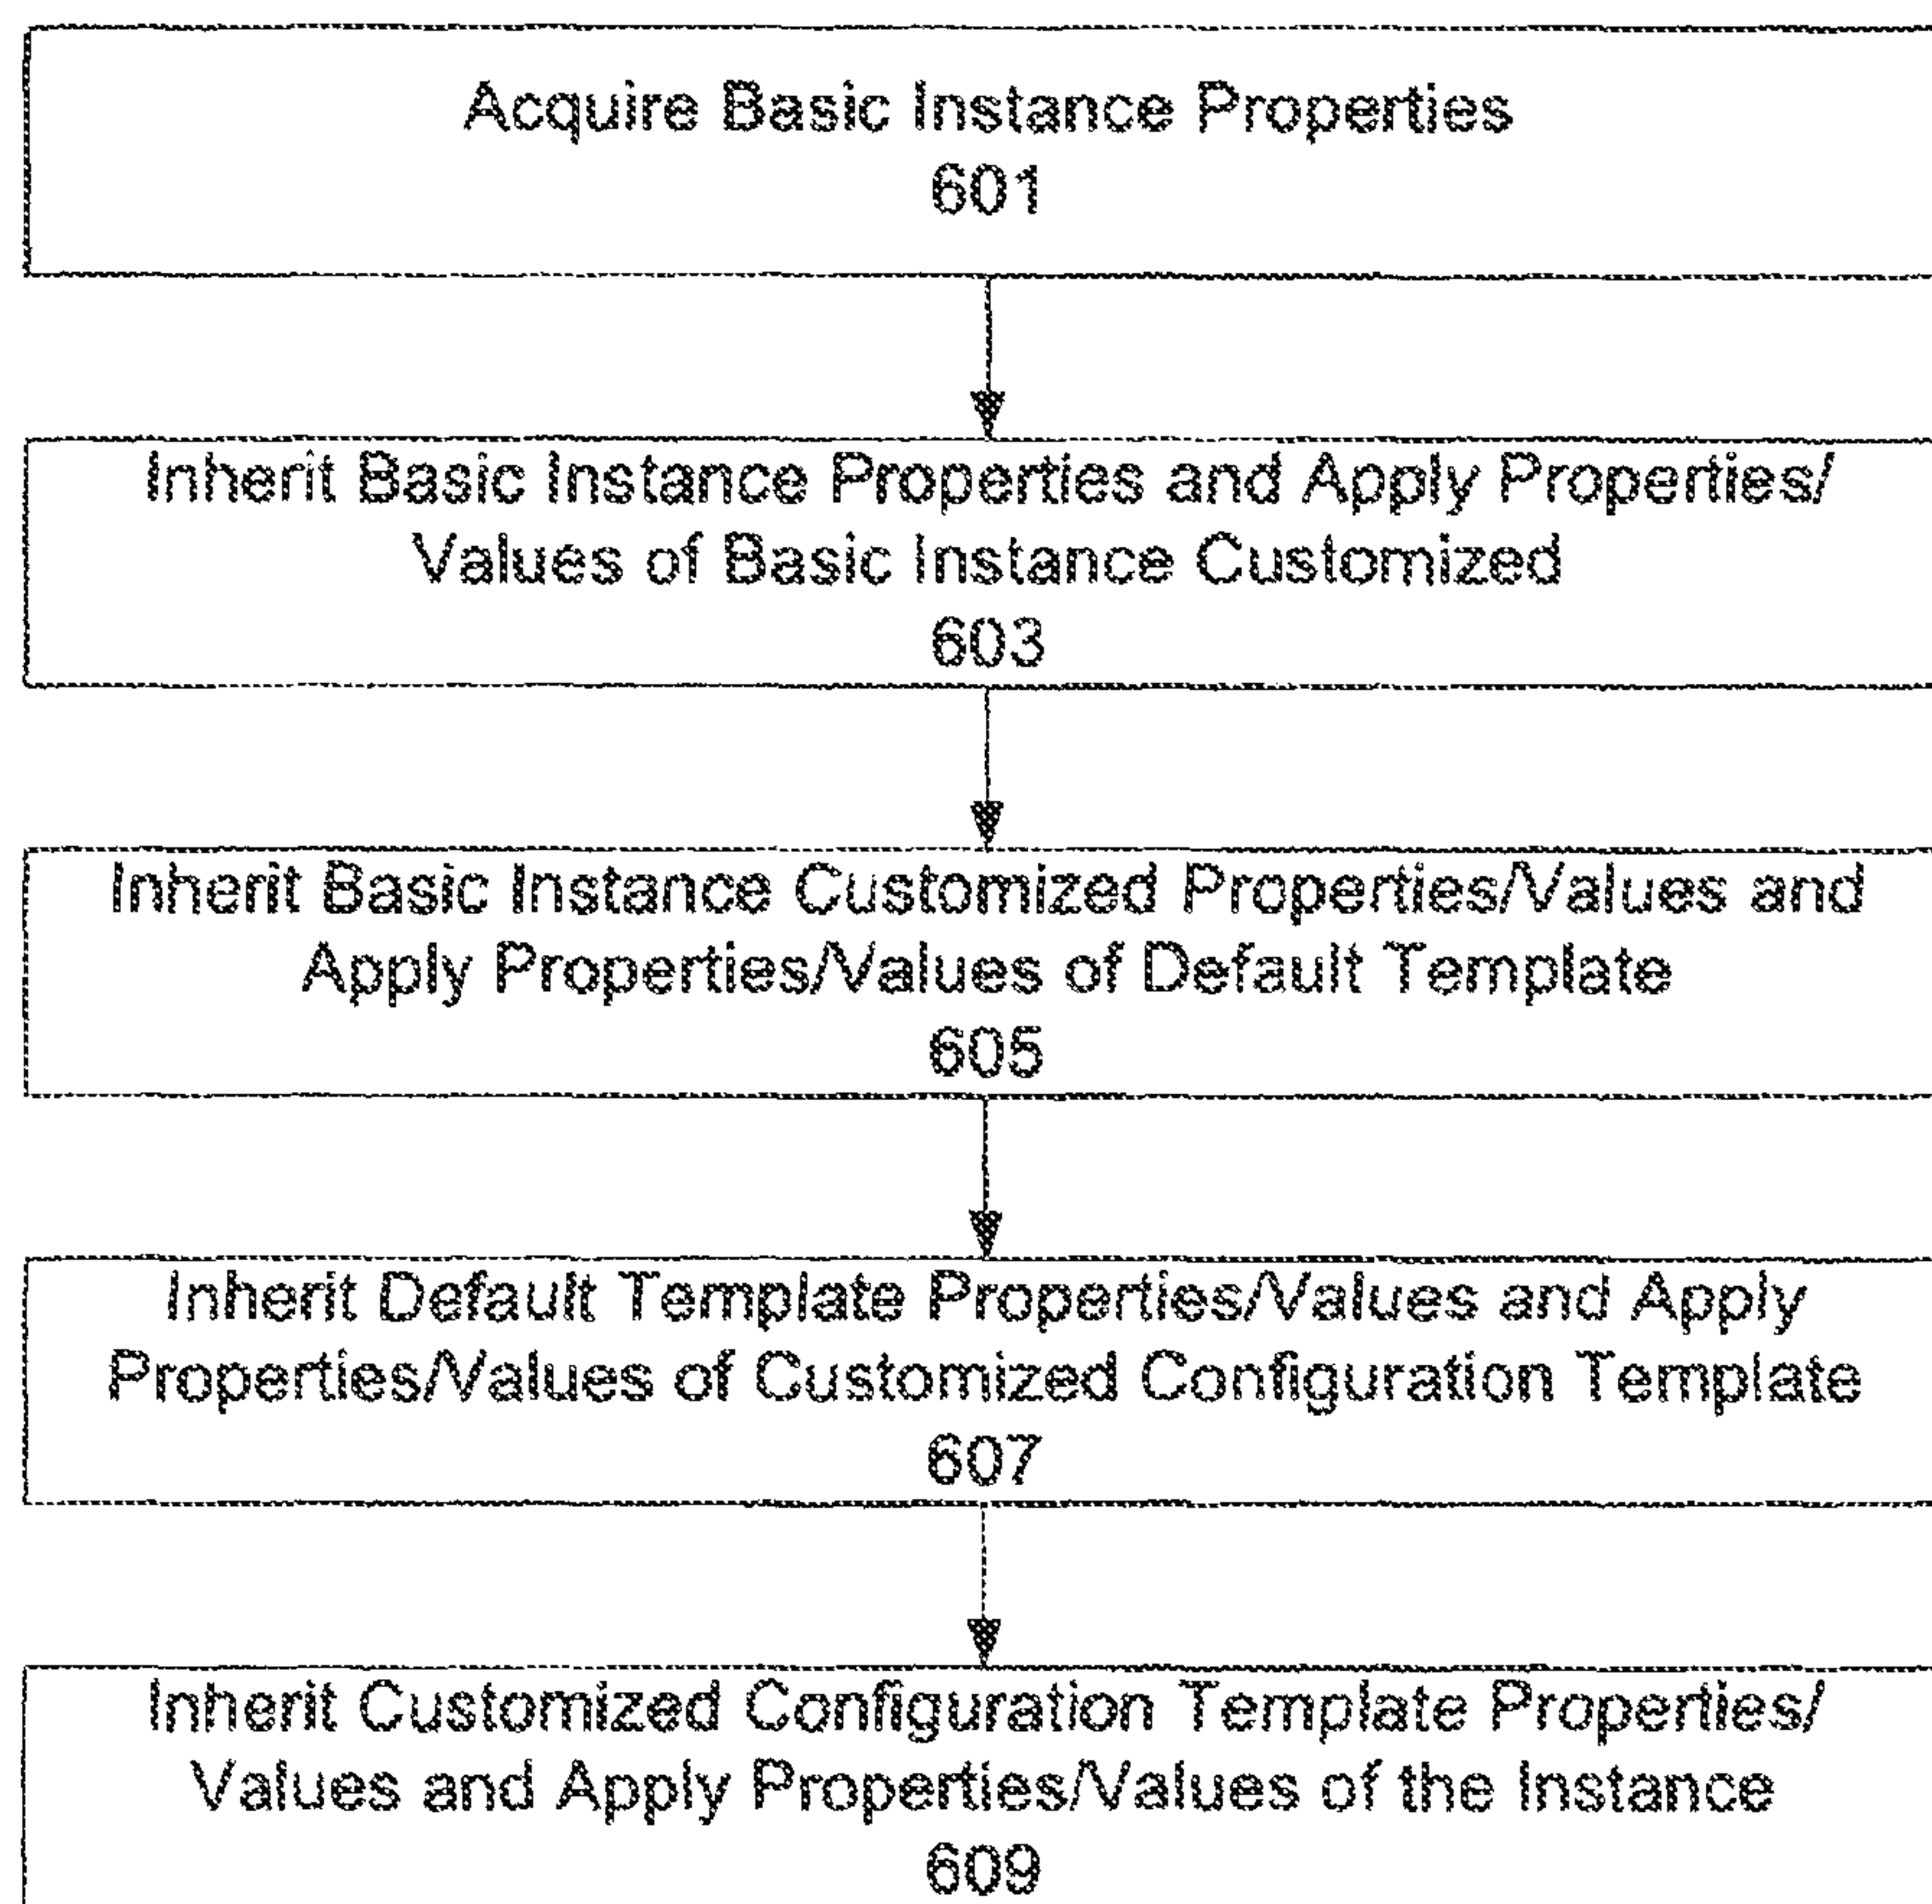 Acquire Basic Instance Properties
601
Inherit Basic Instance Properties and Apply Properties/
Values of Basic Instance Customized
603
Inherit Basic Instance Customized Properties/Values and
Apply Properties/Values of Default Template
605
Inherit Default Template Properties/Values and Apply
Properties/Values of Customized Configuration Template
607
Inherit Customized Configuration Template Properties/
Values and Apply Properties/Values of the Instance
609